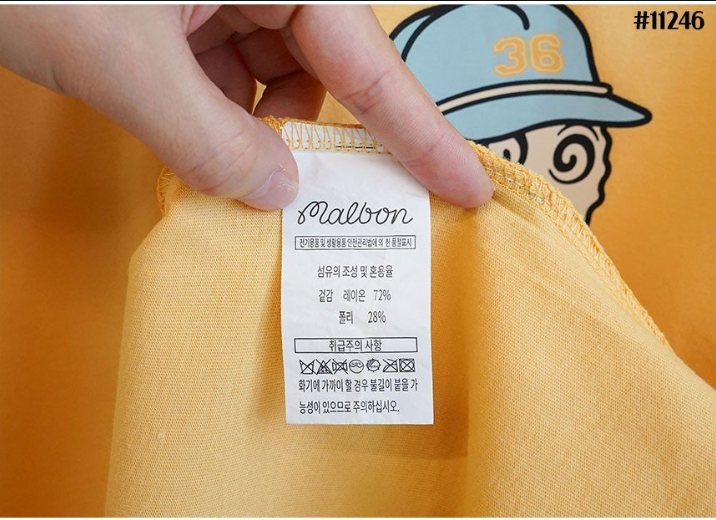 #11246
36
malbon
전기용품 및 생활용품 안전관리법에 의 한 품질표시
섬유의 조성 및 혼용율
겉감 레이온 72%
폴리 28%
취급주의 사항
화기에 가까이 할 경우 불길이 붙을 가
능성이 있으므로 주의하십시오.